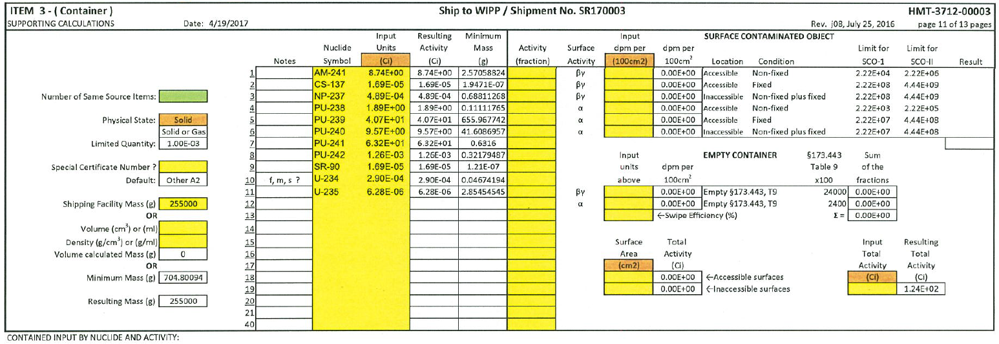 ITEM 3 - ( Container ) Ship to WIPP / Shipment No. SR170003 HMT-3712-00003
SUPPORTING CALCULATIONS Date: 4/19/2017 Rev. j08, July 25, 2016 page 11 of 13 pages
Number of Same Source Items:
Physical State: Solid
Solid or Gas
Limited Quantity: 1.00E-03
Special Certificate Number ?
Default: Other A2
Shipping Facility Mass (g) 255000
OR
Volume (cm³) or (ml)
Density (g/cm³) or (g/ml)
Volume calculated Mass (g) 0
OR
Minimum Mass (g) 704.80094
Resulting Mass (g) 255000
Input Resulting Minimum
Nuclide Units Activity Mass Activity
Notes Symbol (Ci) (Ci) (g) (fraction)
1 AM-241 8.74E+00 8.74E+00 2.57058824
2 CS-137 1.69E-05 1.69E-05 1.9471E-07
3 NP-237 4.89E-04 4.89E-04 0.68811268
4 PU-238 1.89E+00 1.89E+00 0.11111765
5 PU-239 4.07E+01 4.07E+01 655.967742
6 PU-240 9.57E+00 9.57E+00 41.6086957
7 PU-241 6.32E+01 6.32E+01 0.6316
8 PU-242 1.26E-03 1.26E-03 0.32179487
9 SR-90 1.69E-05 1.69E-05 1.21E-07
10 f, m, s ? U-234 2.90E-04 2.90E-04 0.04674194
11 U-235 6.28E-06 6.28E-06 2.85454545
12
13
14
15
16
17
18
19
20
21
40
Input SURFACE CONTAMINATED OBJECT
Surface dpm per dpm per Limit for Limit for
Activity (100cm2) 100cm² Location Condition SCO-1 SCO-II Result
βγ 0.00E+00 Accessible Non-fixed 2.22E+04 2.22E+06
βγ 0.00E+00 Accessible Fixed 2.22E+08 4.44E+09
βγ 0.00E+00 Inaccessible Non-fixed plus fixed 2.22E+08 4.44E+09
α 0.00E+00 Accessible Non-fixed 2.22E+03 2.22E+05
α 0.00E+00 Accessible Fixed 2.22E+07 4.44E+08
α 0.00E+00 Inaccessible Non-fixed plus fixed 2.22E+07 4.44E+08
Input EMPTY CONTAINER §173.443 Sum
units dpm per Table 9 of the
above 100cm² x100 fractions
βγ 0.00E+00 Empty §173.443, T9 24000 0.00E+00
α 0.00E+00 Empty §173.443, T9 2400 0.00E+00
←Swipe Efficiency (%) Σ = 0.00E+00
Surface Total Input Resulting
Area Activity Total Total
(cm2) (Ci) Activity Activity
0.00E+00 ←Accessible surfaces (Ci) (Ci)
0.00E+00 ←Inaccessible surfaces 1.24E+02
CONTAINED INPUT BY NUCLIDE AND ACTIVITY: